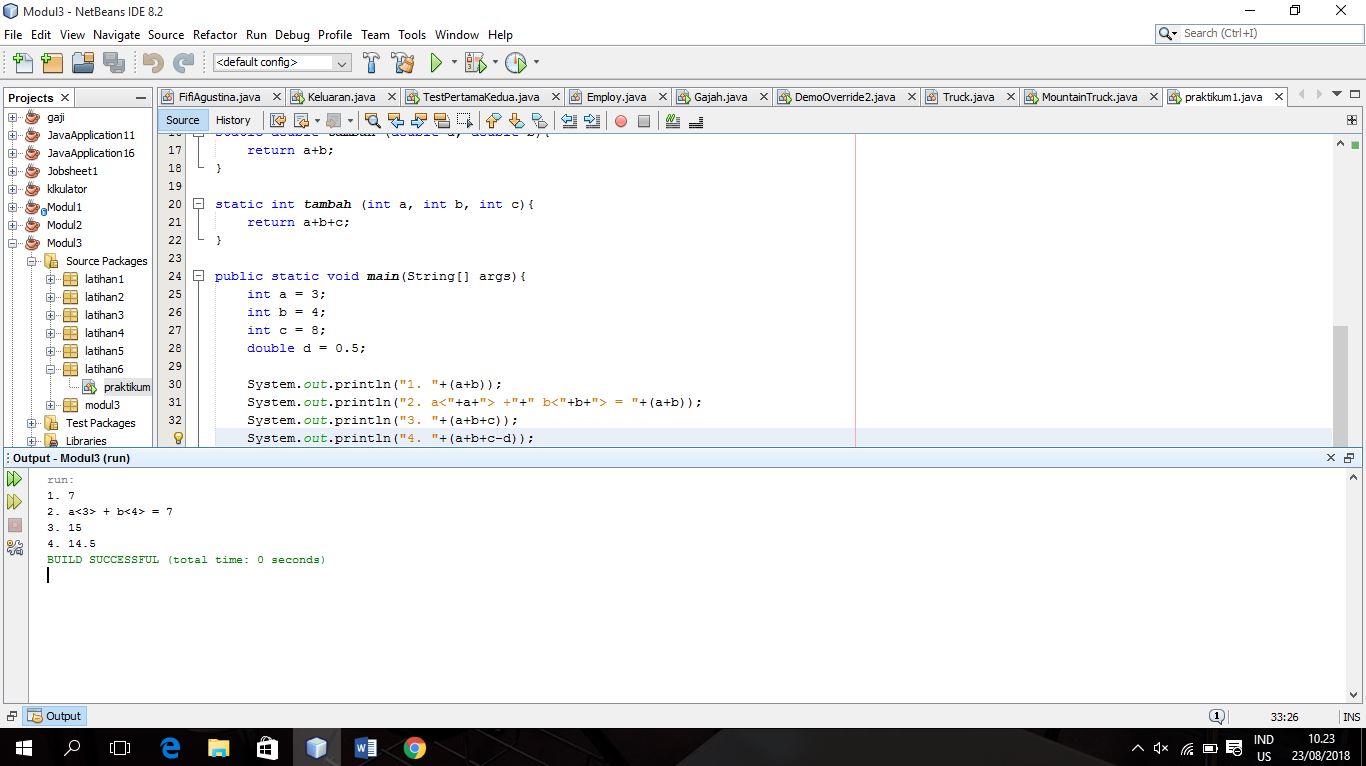 Modul3 - NetBeans IDE 8.2
File Edit View Navigate Source Refactor Run Debug Profile Team Tools Window Help
Search (Ctrl+I)
<default config>
Projects
FifiAgustina.java Keluaran.java TestPertamaKedua.java Employ.java Gajah.java DemoOverride2.java Truck.java MountainTruck.java praktikum1.java
Source History
gaji
JavaApplication11
JavaApplication16
Jobsheet1
klkulator
Modul1
Modul2
Modul3
Source Packages
latihan1
latihan2
latihan3
latihan4
latihan5
latihan6
praktikum
modul3
Test Packages
Libraries
16 static double tambah (double a, double b){
17 return a+b;
18 }
19
20 static int tambah (int a, int b, int c){
21 return a+b+c;
22 }
23
24 public static void main(String[] args){
25 int a = 3;
26 int b = 4;
27 int c = 8;
28 double d = 0.5;
29
30 System.out.println("1. "+(a+b));
31 System.out.println("2. a<"+a+"> +"+" b<"+b+"> = "+(a+b));
32 System.out.println("3. "+(a+b+c));
System.out.println("4. "+(a+b+c-d));
Output - Modul3 (run)
run:
1. 7
2. a<3> + b<4> = 7
3. 15
4. 14.5
BUILD SUCCESSFUL (total time: 0 seconds)
Output
1
33:26
INS
IND
US
10.23
23/08/2018